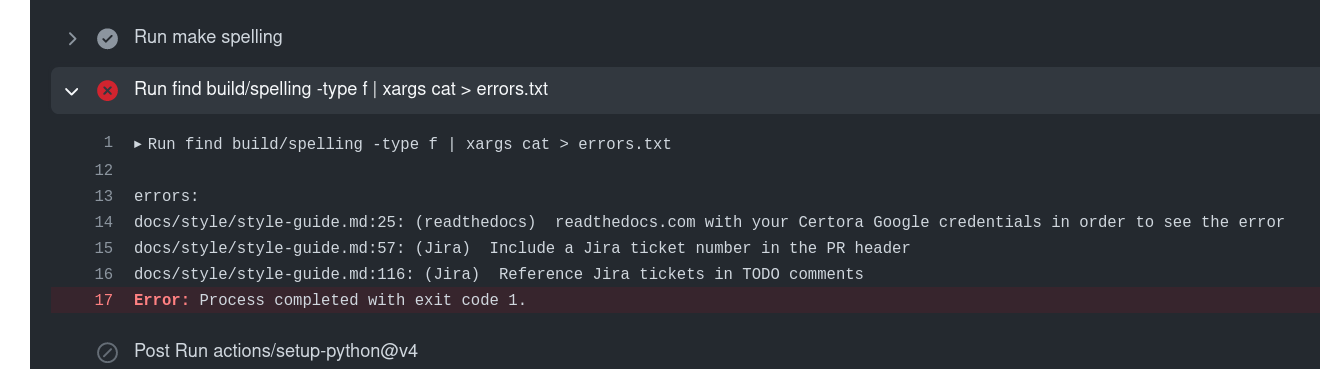 Run make spelling
Run find build/spelling -type f | xargs cat > errors.txt
1 ▶ Run find build/spelling -type f | xargs cat > errors.txt
12
13 errors:
14 docs/style/style-guide.md:25: (readthedocs)  readthedocs.com with your Certora Google credentials in order to see the error
15 docs/style/style-guide.md:57: (Jira)  Include a Jira ticket number in the PR header
16 docs/style/style-guide.md:116: (Jira)  Reference Jira tickets in TODO comments
17 Error: Process completed with exit code 1.
Post Run actions/setup-python@v4